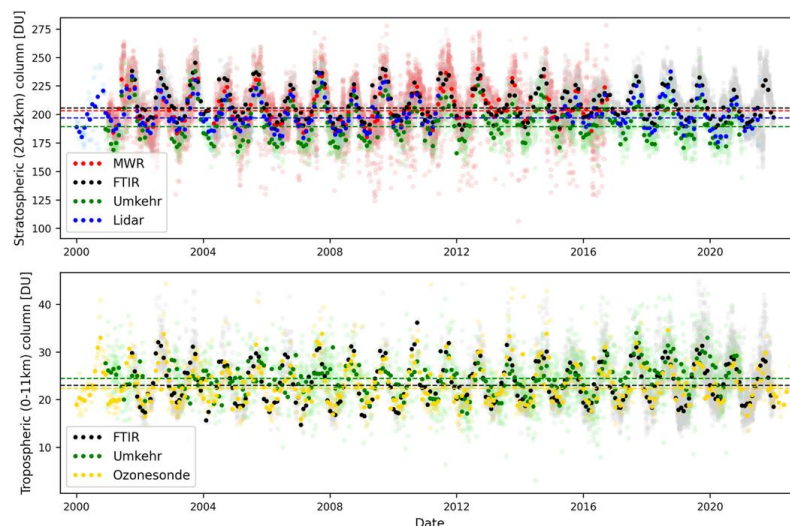 Stratospheric (20-42km) column [DU]
275
250
225
200
175
150
125
100
MWR
FTIR
Umkehr
Lidar
2000 2004 2008 2012 2016 2020
Tropospheric (0-11km) column [DU]
40
30
20
10
FTIR
Umkehr
Ozonesonde
2000 2004 2008 2012 2016 2020
Date